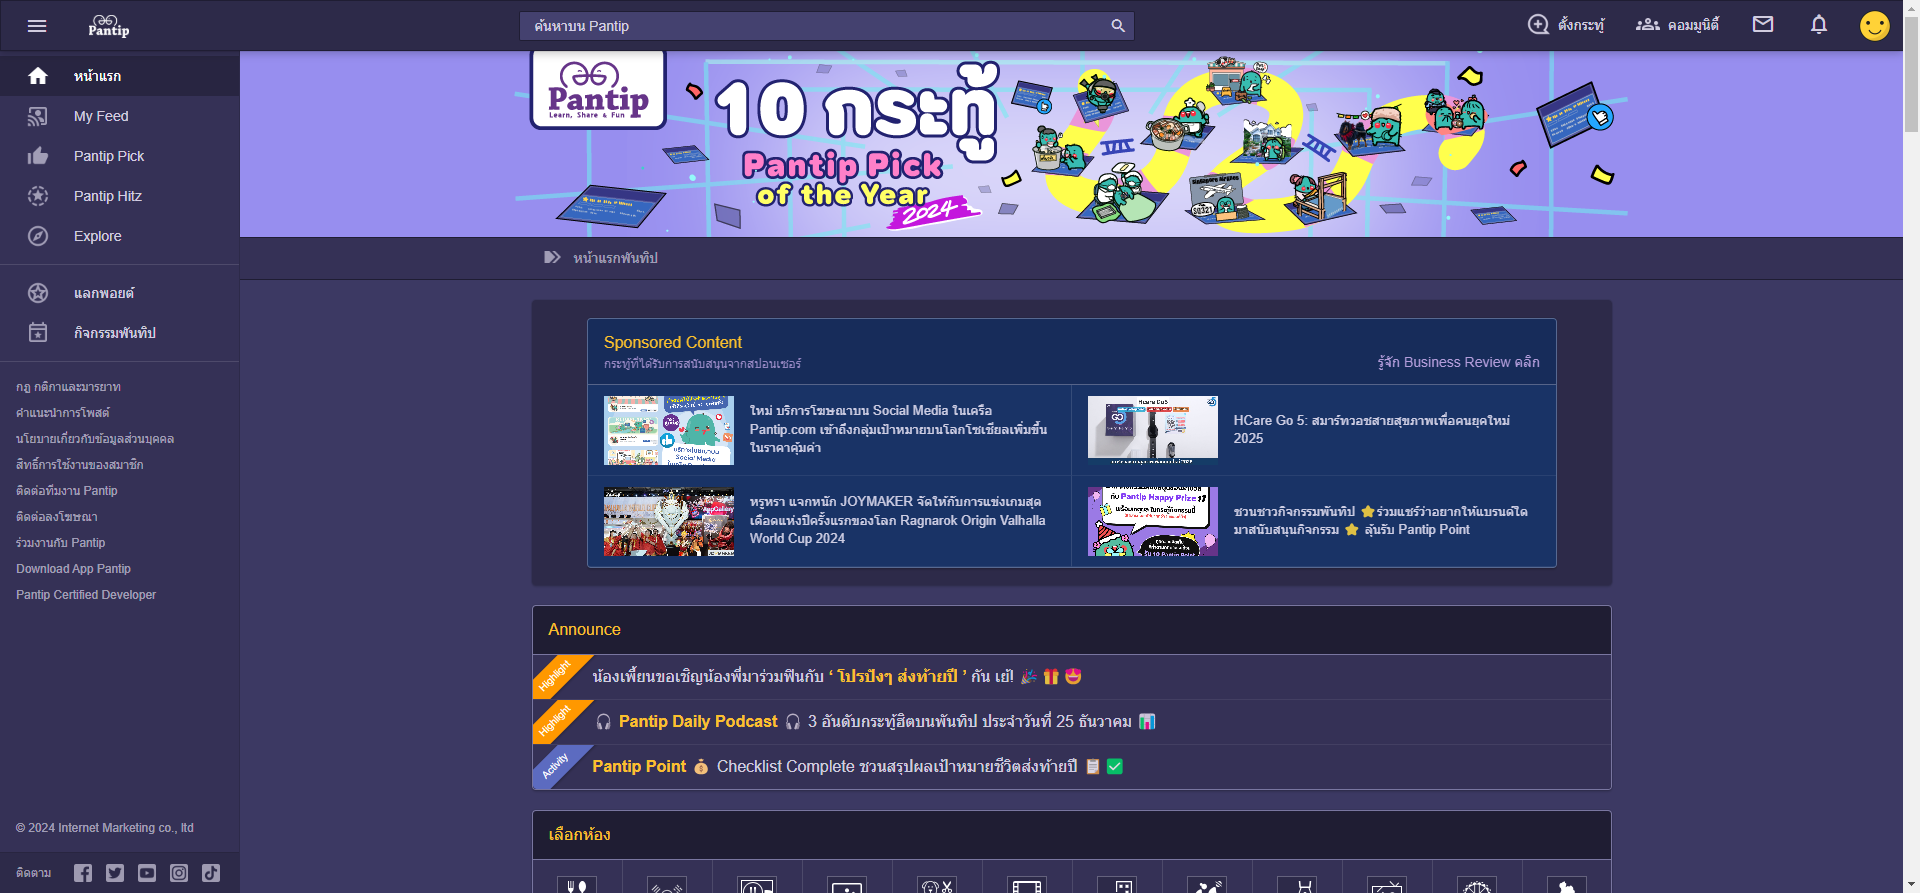 Pantip
ค้นหาบน Pantip
ตั้งกระทู้
คอมมูนิตี้
หน้าแรก
My Feed
Pantip Pick
Pantip Hitz
Explore
แลกพอยต์
กิจกรรมพันทิป
กฎ กติกาและมารยาท
คำแนะนำการโพสต์
นโยบายเกี่ยวกับข้อมูลส่วนบุคคล
สิทธิ์การใช้งานของสมาชิก
ติดต่อทีมงาน Pantip
ติดต่อลงโฆษณา
ร่วมงานกับ Pantip
Download App Pantip
Pantip Certified Developer
© 2024 Internet Marketing co., ltd
ติดตาม
Pantip
Learn, Share & Fun
10 กระทู้
Pantip Pick
of the Year
2024
Singapore Airlines
SQ321
หน้าแรกพันทิป
Sponsored Content
กระทู้ที่ได้รับการสนับสนุนจากสปอนเซอร์
รู้จัก Business Review คลิก
ใหม่ บริการโฆษณาบน Social Media ในเครือ
Pantip.com เข้าถึงกลุ่มเป้าหมายบนโลกโซเชียลเพิ่มขึ้น
ในราคาคุ้มค่า
HCare Go 5: สมาร์ทวอชสายสุขภาพเพื่อคนยุคใหม่
2025
หรูหรา แจกหนัก JOYMAKER จัดให้กับการแข่งเกมสุด
เดือดแห่งปีครั้งแรกของโลก Ragnarok Origin Valhalla
World Cup 2024
กับ Pantip Happy Prize
ชวนชาวกิจกรรมพันทิป ⭐ร่วมแชร์ว่าอยากให้แบรนด์ใด
มาสนับสนุนกิจกรรม ⭐ ลุ้นรับ Pantip Point
Announce
Highlight
น้องเพี้ยนขอเชิญน้องพี่มาร่วมฟินกับ ‘ โปรปังๆ ส่งท้ายปี ’ กัน เย้! 🎉 🎁 😍
Highlight
🎧 Pantip Daily Podcast 🎧 3 อันดับกระทู้ฮิตบนพันทิป ประจำวันที่ 25 ธันวาคม 📊
Activity
Pantip Point 💰 Checklist Complete ชวนสรุปผลเป้าหมายชีวิตส่งท้ายปี 📋 ✅
เลือกห้อง